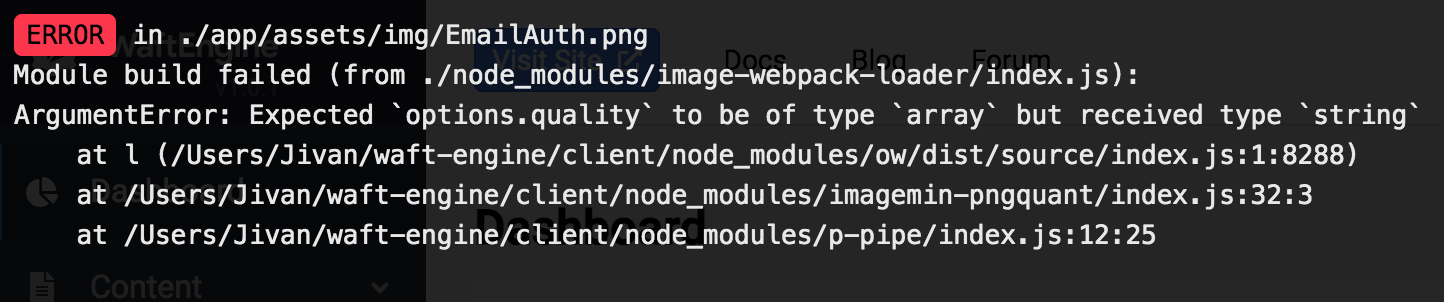 ERROR in ./app/assets/img/EmailAuth.png
WaftEngine
Visit Site
Docs
Blog
Forum
Module build failed (from ./node_modules/image-webpack-loader/index.js):
ArgumentError: Expected `options.quality` to be of type `array` but received type `string`
at l (/Users/Jivan/waft-engine/client/node_modules/ow/dist/source/index.js:1:8288)
Dashboard
at /Users/Jivan/waft-engine/client/node_modules/imagemin-pngquant/index.js:32:3
Dashboard
at /Users/Jivan/waft-engine/client/node_modules/p-pipe/index.js:12:25
Content